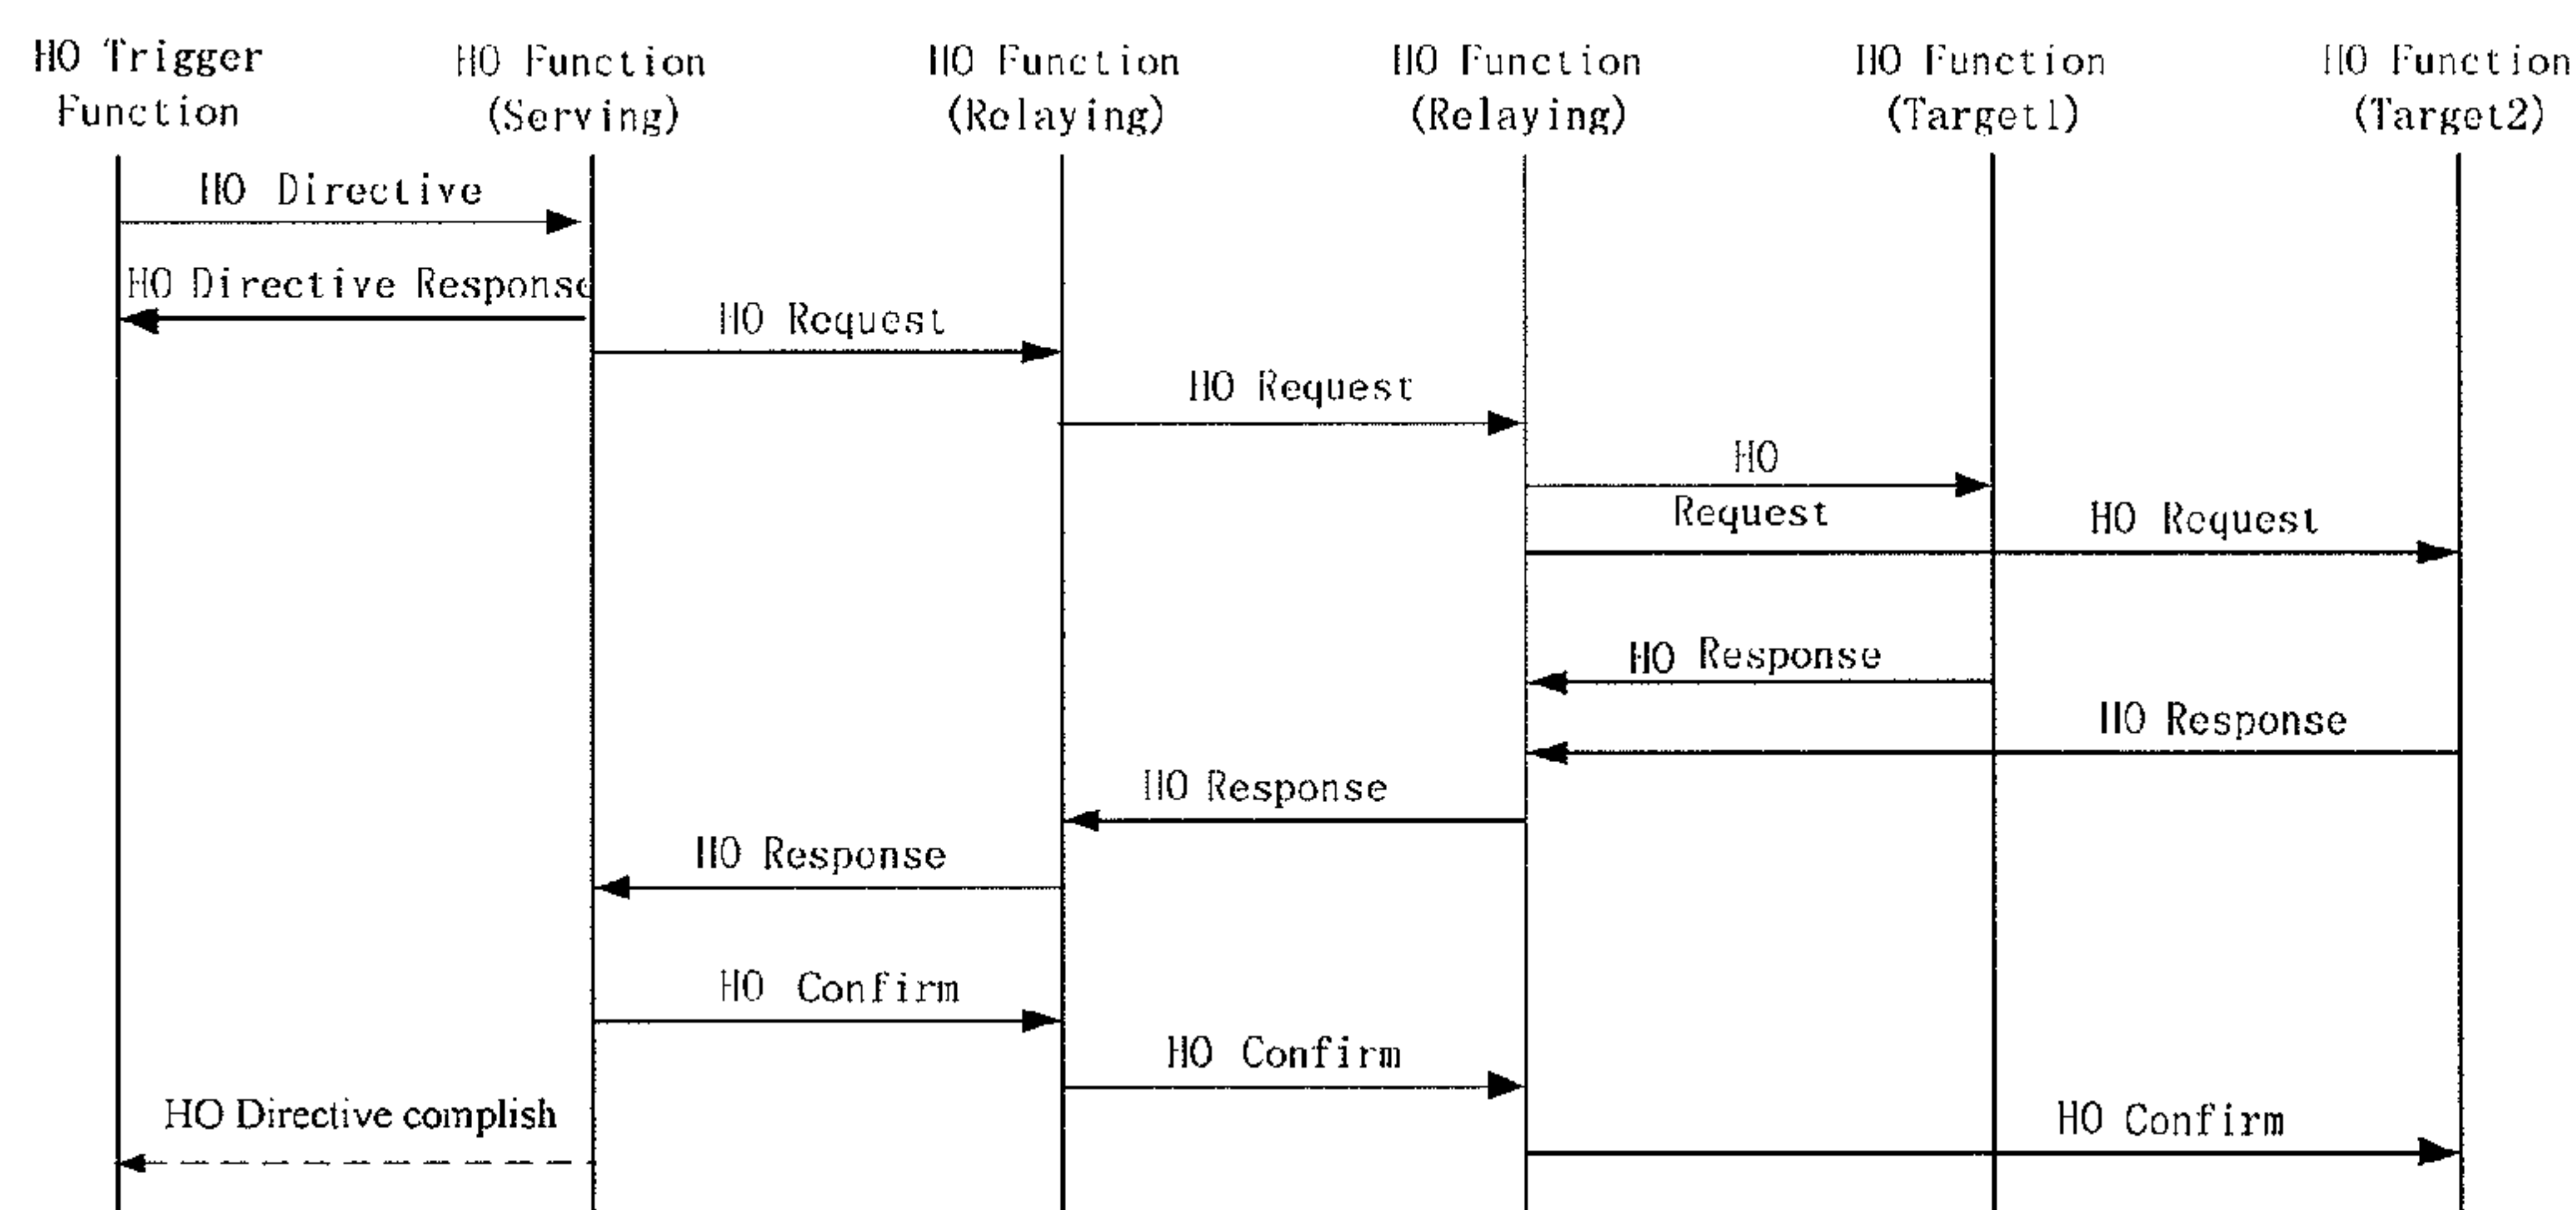 HO Trigger
Function
HO Function
(Serving)
HO Function
(Relaying)
HO Function
(Relaying)
HO Function
(Target1)
HO Function
(Target2)
HO Directive
HO Directive Response
HO Request
HO Request
HO
Request
HO Request
HO Response
HO Response
HO Response
HO Response
HO Confirm
HO Confirm
HO Directive complish
HO Confirm